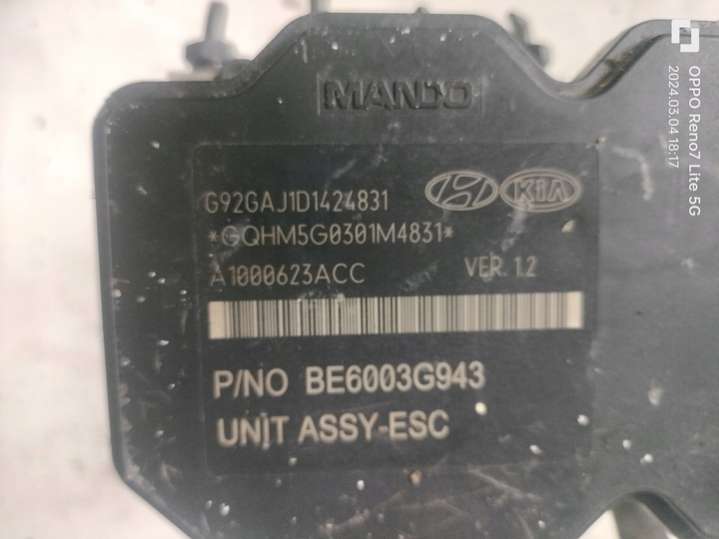 MANDO
G92GAJ1D1424831
KIA
*GQHM5G0301M4831*
A1000623ACC VER. 1.2
P/NO BE6003G943
UNIT ASSY-ESC
OPPO Reno7 Lite 5G
2024.03.04 18:17